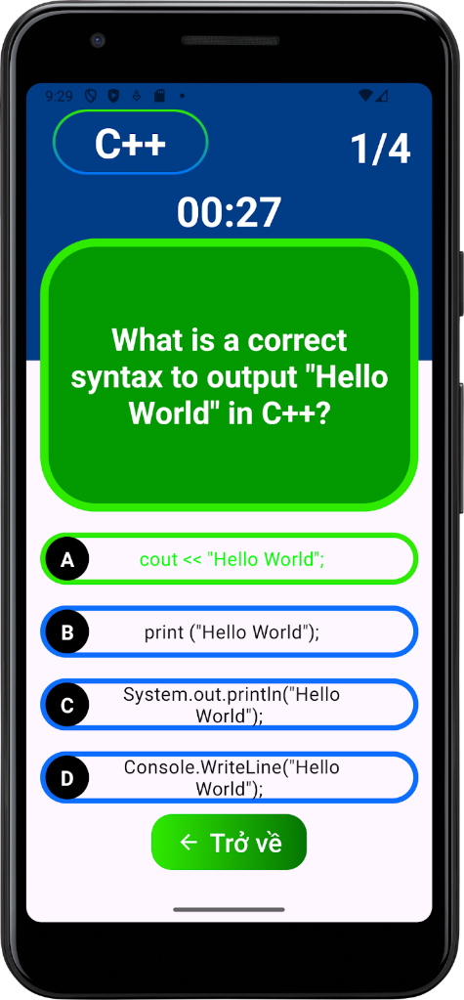 9:29
C++
1/4
00:27
What is a correct
syntax to output "Hello
World" in C++?
A
cout << "Hello World";
B
print ("Hello World");
C
System.out.println("Hello
World");
D
Console.WriteLine("Hello
World");
← Trở về